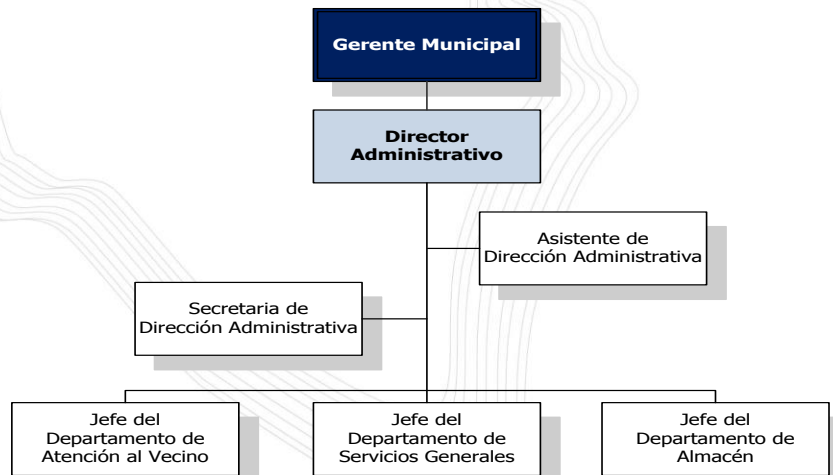 Gerente Municipal
Director
Administrativo
Asistente de
Dirección Administrativa
Secretaria de
Dirección Administrativa
Jefe del
Departamento de
Atención al Vecino
Jefe del
Departamento de
Servicios Generales
Jefe del
Departamento de
Almacén